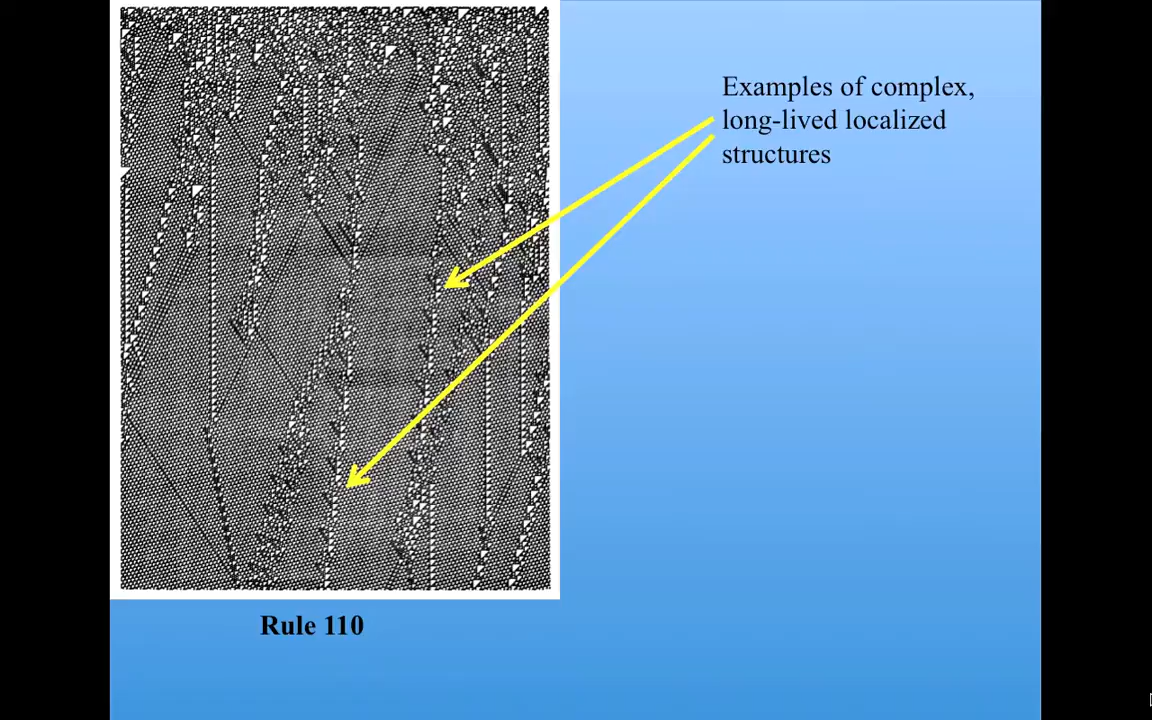 Examples of complex,
long-lived localized
structures
Rule 110